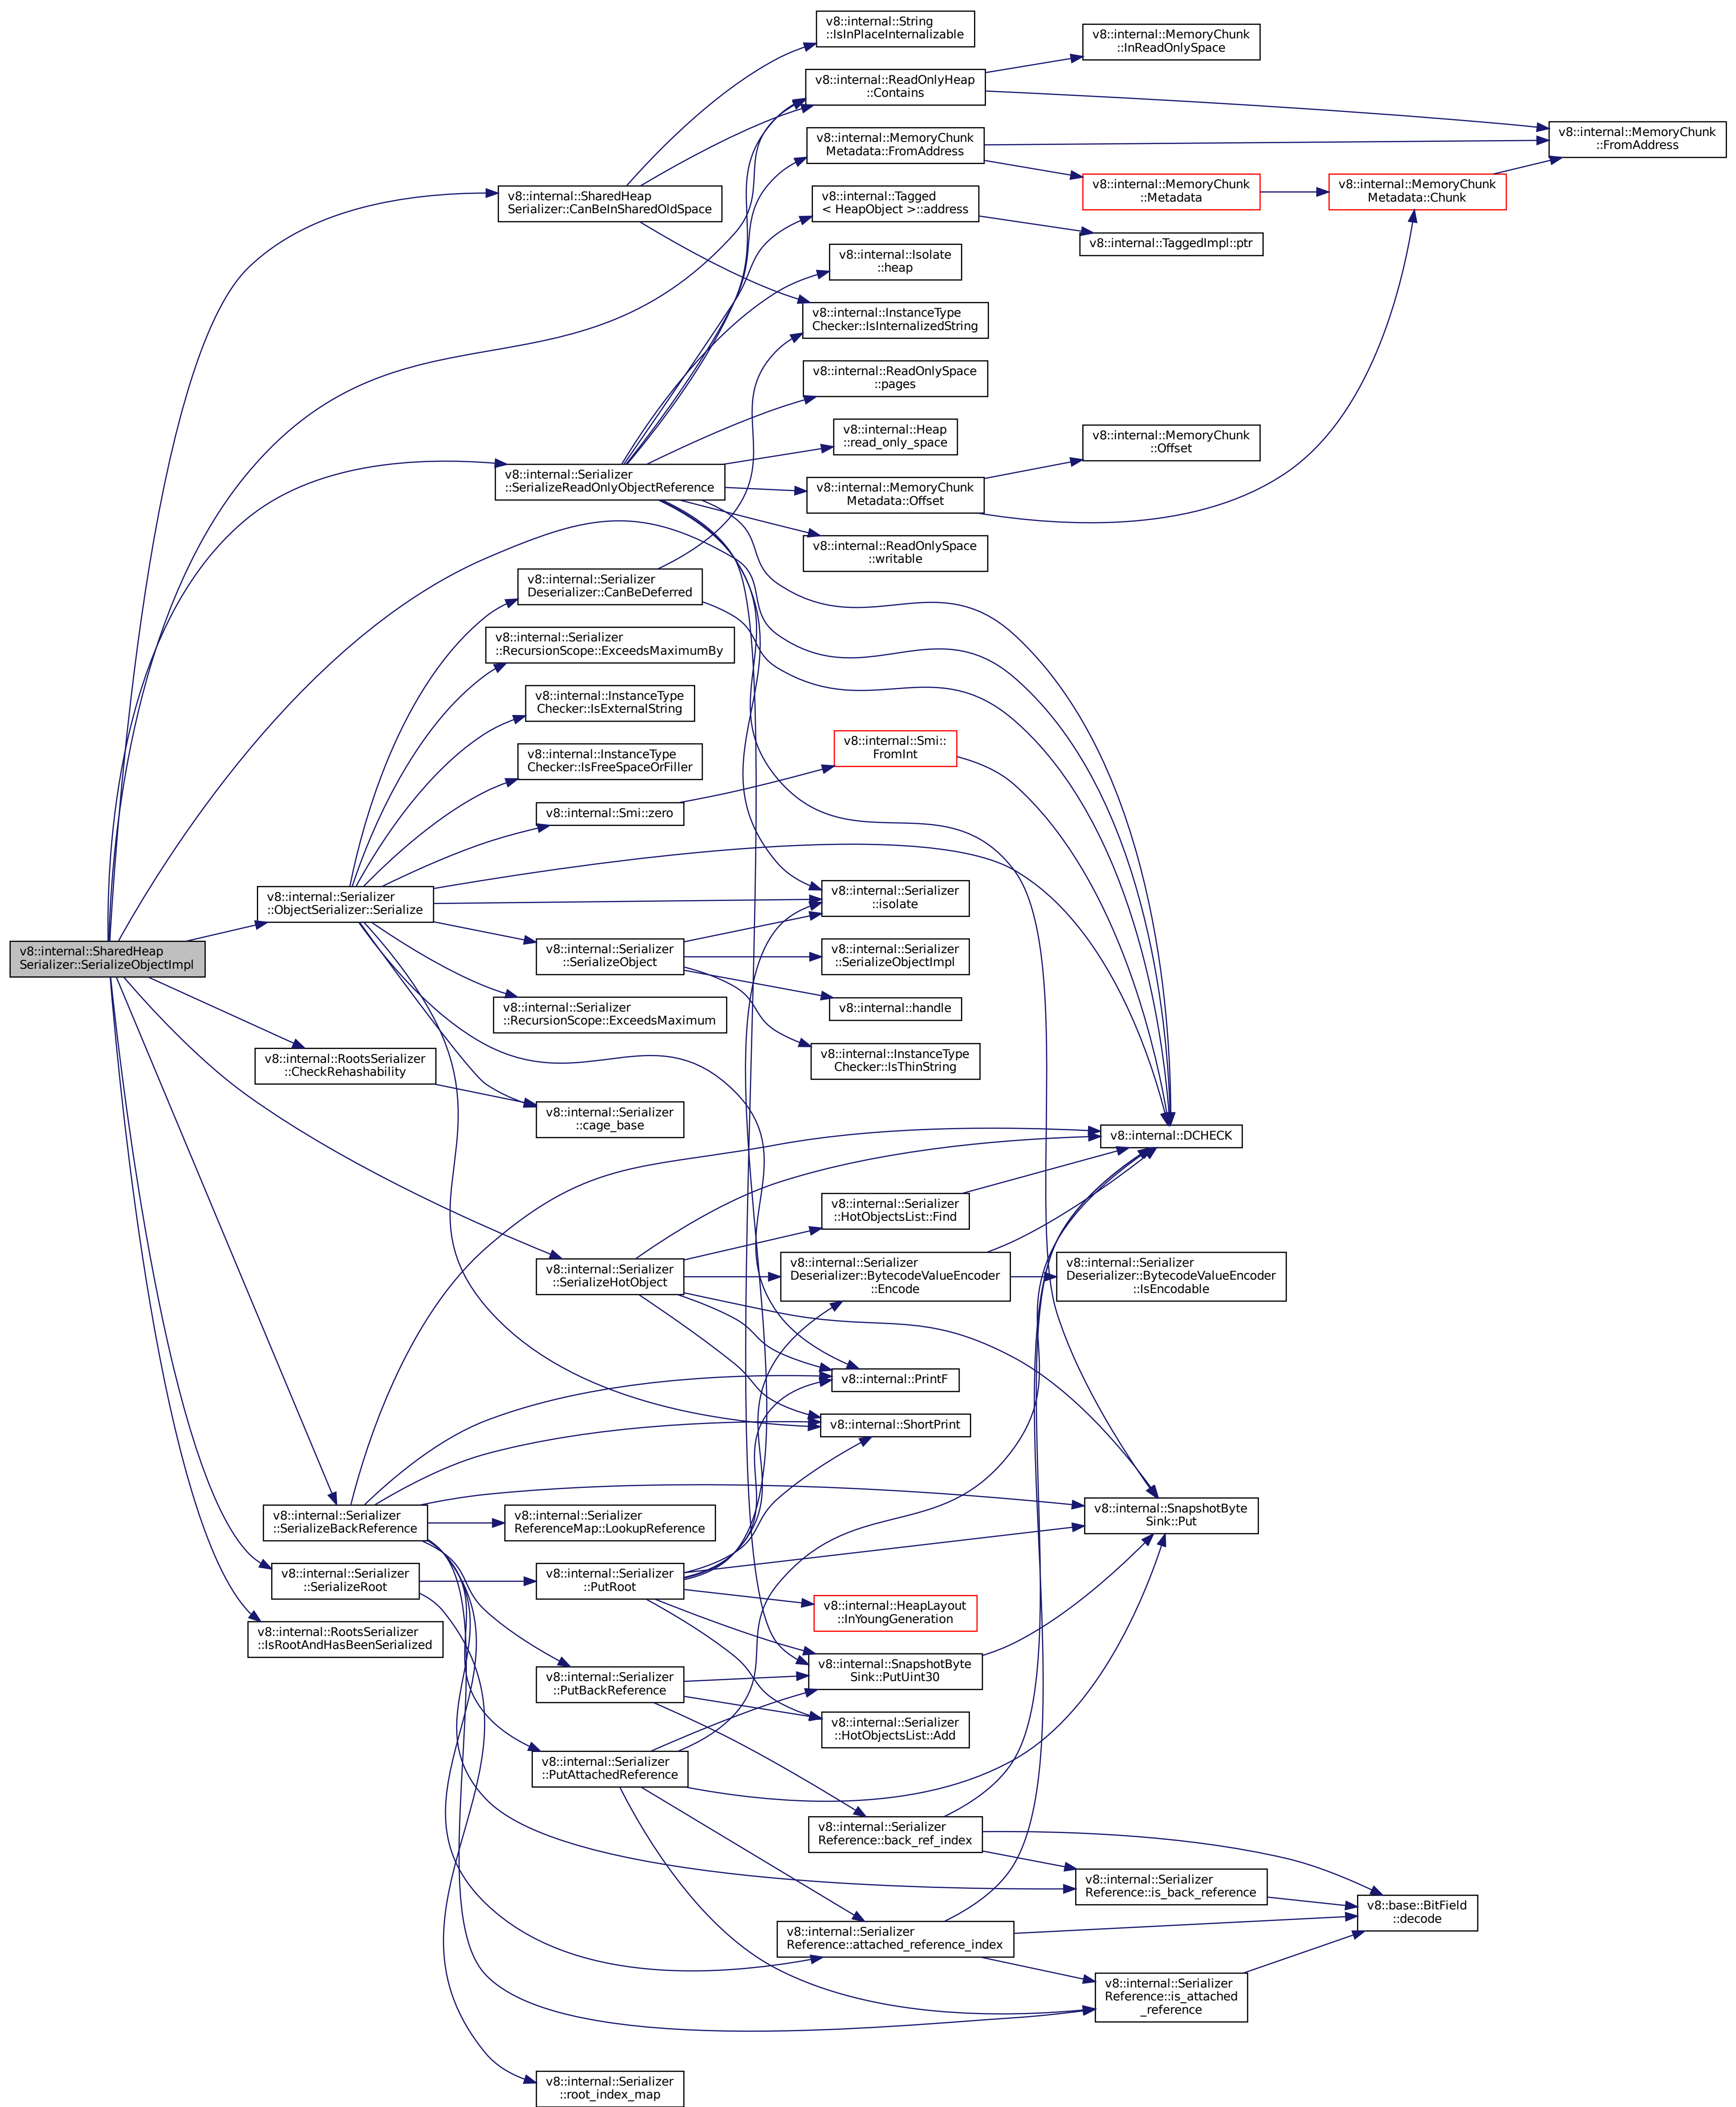 v8::internal::String
::IsInPlaceInternalizable
v8::internal::MemoryChunk
::InReadOnlySpace
v8::internal::ReadOnlyHeap
::Contains
v8::internal::MemoryChunk
::FromAddress
v8::internal::MemoryChunk
Metadata::FromAddress
v8::internal::MemoryChunk
::Metadata
v8::internal::MemoryChunk
Metadata::Chunk
v8::internal::SharedHeap
Serializer::CanBeInSharedOldSpace
v8::internal::Tagged
< HeapObject >::address
v8::internal::TaggedImpl::ptr
v8::internal::Isolate
::heap
v8::internal::InstanceType
Checker::IsInternalizedString
v8::internal::ReadOnlySpace
::pages
v8::internal::Heap
::read_only_space
v8::internal::MemoryChunk
::Offset
v8::internal::Serializer
::SerializeReadOnlyObjectReference
v8::internal::MemoryChunk
Metadata::Offset
v8::internal::ReadOnlySpace
::writable
v8::internal::Serializer
Deserializer::CanBeDeferred
v8::internal::Serializer
::RecursionScope::ExceedsMaximumBy
v8::internal::InstanceType
Checker::IsExternalString
v8::internal::InstanceType
Checker::IsFreeSpaceOrFiller
v8::internal::Smi::
FromInt
v8::internal::Smi::zero
v8::internal::Serializer
::ObjectSerializer::Serialize
v8::internal::Serializer
::isolate
v8::internal::SharedHeap
Serializer::SerializeObjectImpl
v8::internal::Serializer
::SerializeObject
v8::internal::Serializer
::SerializeObjectImpl
v8::internal::Serializer
::RecursionScope::ExceedsMaximum
v8::internal::handle
v8::internal::RootsSerializer
::CheckRehashability
v8::internal::InstanceType
Checker::IsThinString
v8::internal::Serializer
::cage_base
v8::internal::DCHECK
v8::internal::Serializer
::HotObjectsList::Find
v8::internal::Serializer
::SerializeHotObject
v8::internal::Serializer
Deserializer::BytecodeValueEncoder
::Encode
v8::internal::Serializer
Deserializer::BytecodeValueEncoder
::IsEncodable
v8::internal::PrintF
v8::internal::ShortPrint
v8::internal::Serializer
::SerializeBackReference
v8::internal::Serializer
ReferenceMap::LookupReference
v8::internal::SnapshotByte
Sink::Put
v8::internal::Serializer
::SerializeRoot
v8::internal::Serializer
::PutRoot
v8::internal::HeapLayout
::InYoungGeneration
v8::internal::RootsSerializer
::IsRootAndHasBeenSerialized
v8::internal::Serializer
::PutBackReference
v8::internal::SnapshotByte
Sink::PutUint30
v8::internal::Serializer
::HotObjectsList::Add
v8::internal::Serializer
::PutAttachedReference
v8::internal::Serializer
Reference::back_ref_index
v8::internal::Serializer
Reference::is_back_reference
v8::base::BitField
::decode
v8::internal::Serializer
Reference::attached_reference_index
v8::internal::Serializer
Reference::is_attached
_reference
v8::internal::Serializer
::root_index_map